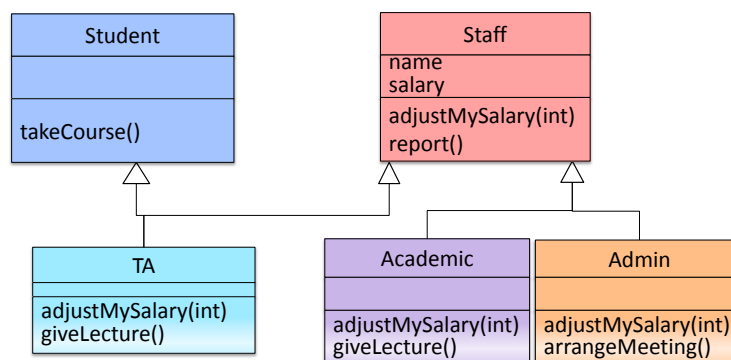 Student
takeCourse()
Staff
name
salary
adjustMySalary(int)
report()
TA
adjustMySalary(int)
giveLecture()
Academic
adjustMySalary(int)
giveLecture()
Admin
adjustMySalary(int)
arrangeMeeting()